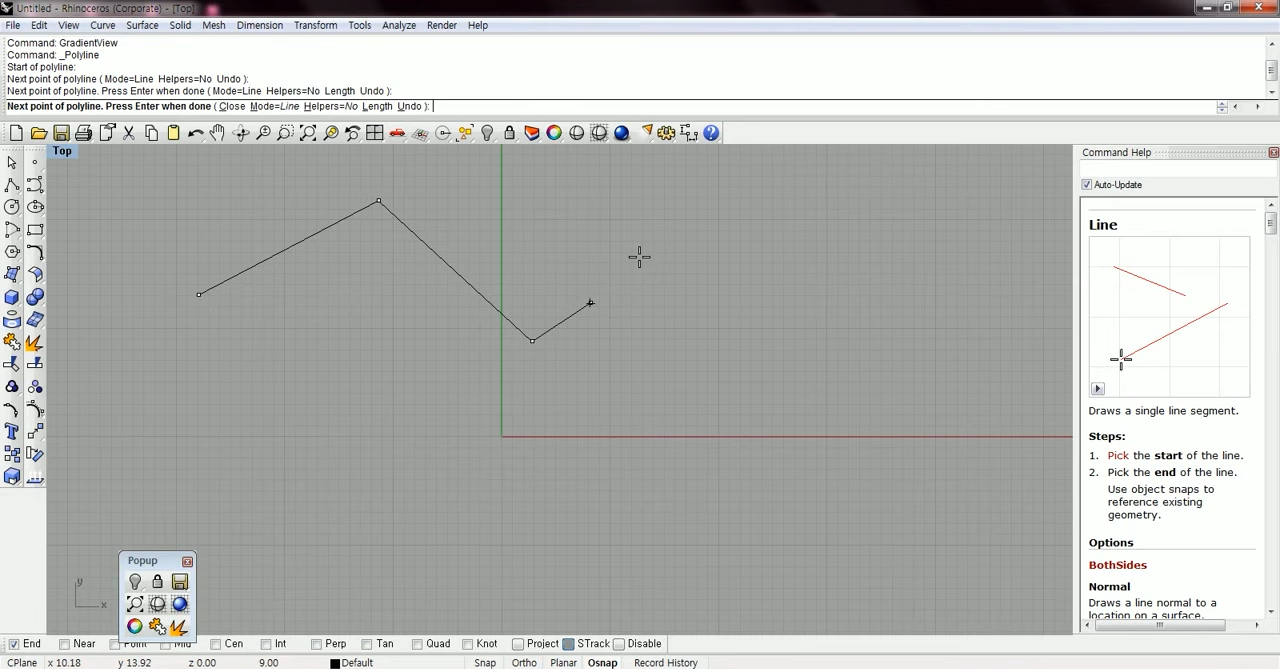 Untitled - Rhinoceros (Corporate) - [Top]
File Edit View Curve Surface Solid Mesh Dimension Transform Tools Analyze Render Help
Command: GradientView
Command: _Polyline
Start of polyline:
Next point of polyline ( Mode=Line Helpers=No Undo ):
Next point of polyline. Press Enter when done ( Mode=Line Helpers=No Length Undo ):
Next point of polyline. Press Enter when done ( Close Mode=Line Helpers=No Length Undo ):
Top
Command Help
Auto-Update
Line
Draws a single line segment.
Steps:
1. Pick the start of the line.
2. Pick the end of the line.
Use object snaps to
reference existing
geometry.
Options
BothSides
Normal
Draws a line normal to a
location on a surface.
Popup
y
x
End Near Point Mid Cen Int Perp Tan Quad Knot Project STrack Disable
CPlane x 10.18 y 13.92 z 0.00 9.00 Default Snap Ortho Planar Osnap Record History